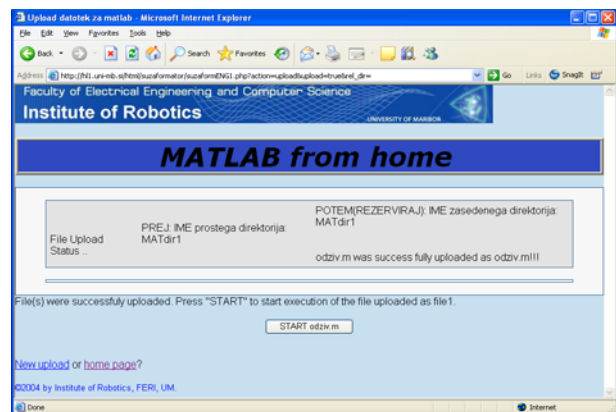 Upload datotek za matlab - Microsoft Internet Explorer
File Edit View Favorites Tools Help
Back Search Favorites
Address http://hl1.uni-mb.si/html/suzaformator/suzaformENG1.php?action=upload&upload=true&rel_dir= Go Links SnagIt
Faculty of Electrical Engineering and Computer Science
Institute of Robotics
UNIVERSITY OF MARIBOR
MATLAB from home
File Upload Status ..
PREJ: IME prostega direktorija:
MATdir1
POTEM(REZERVIRAJ): IME zasedenega direktorija:
MATdir1
odziv.m was success fully uploaded as odziv.m!!!
File(s) were successfuly uploaded. Press "START" to start execution of the file uploaded as file1.
START odziv.m
New upload or home page?
©2004 by Institute of Robotics, FERI, UM.
Done Internet